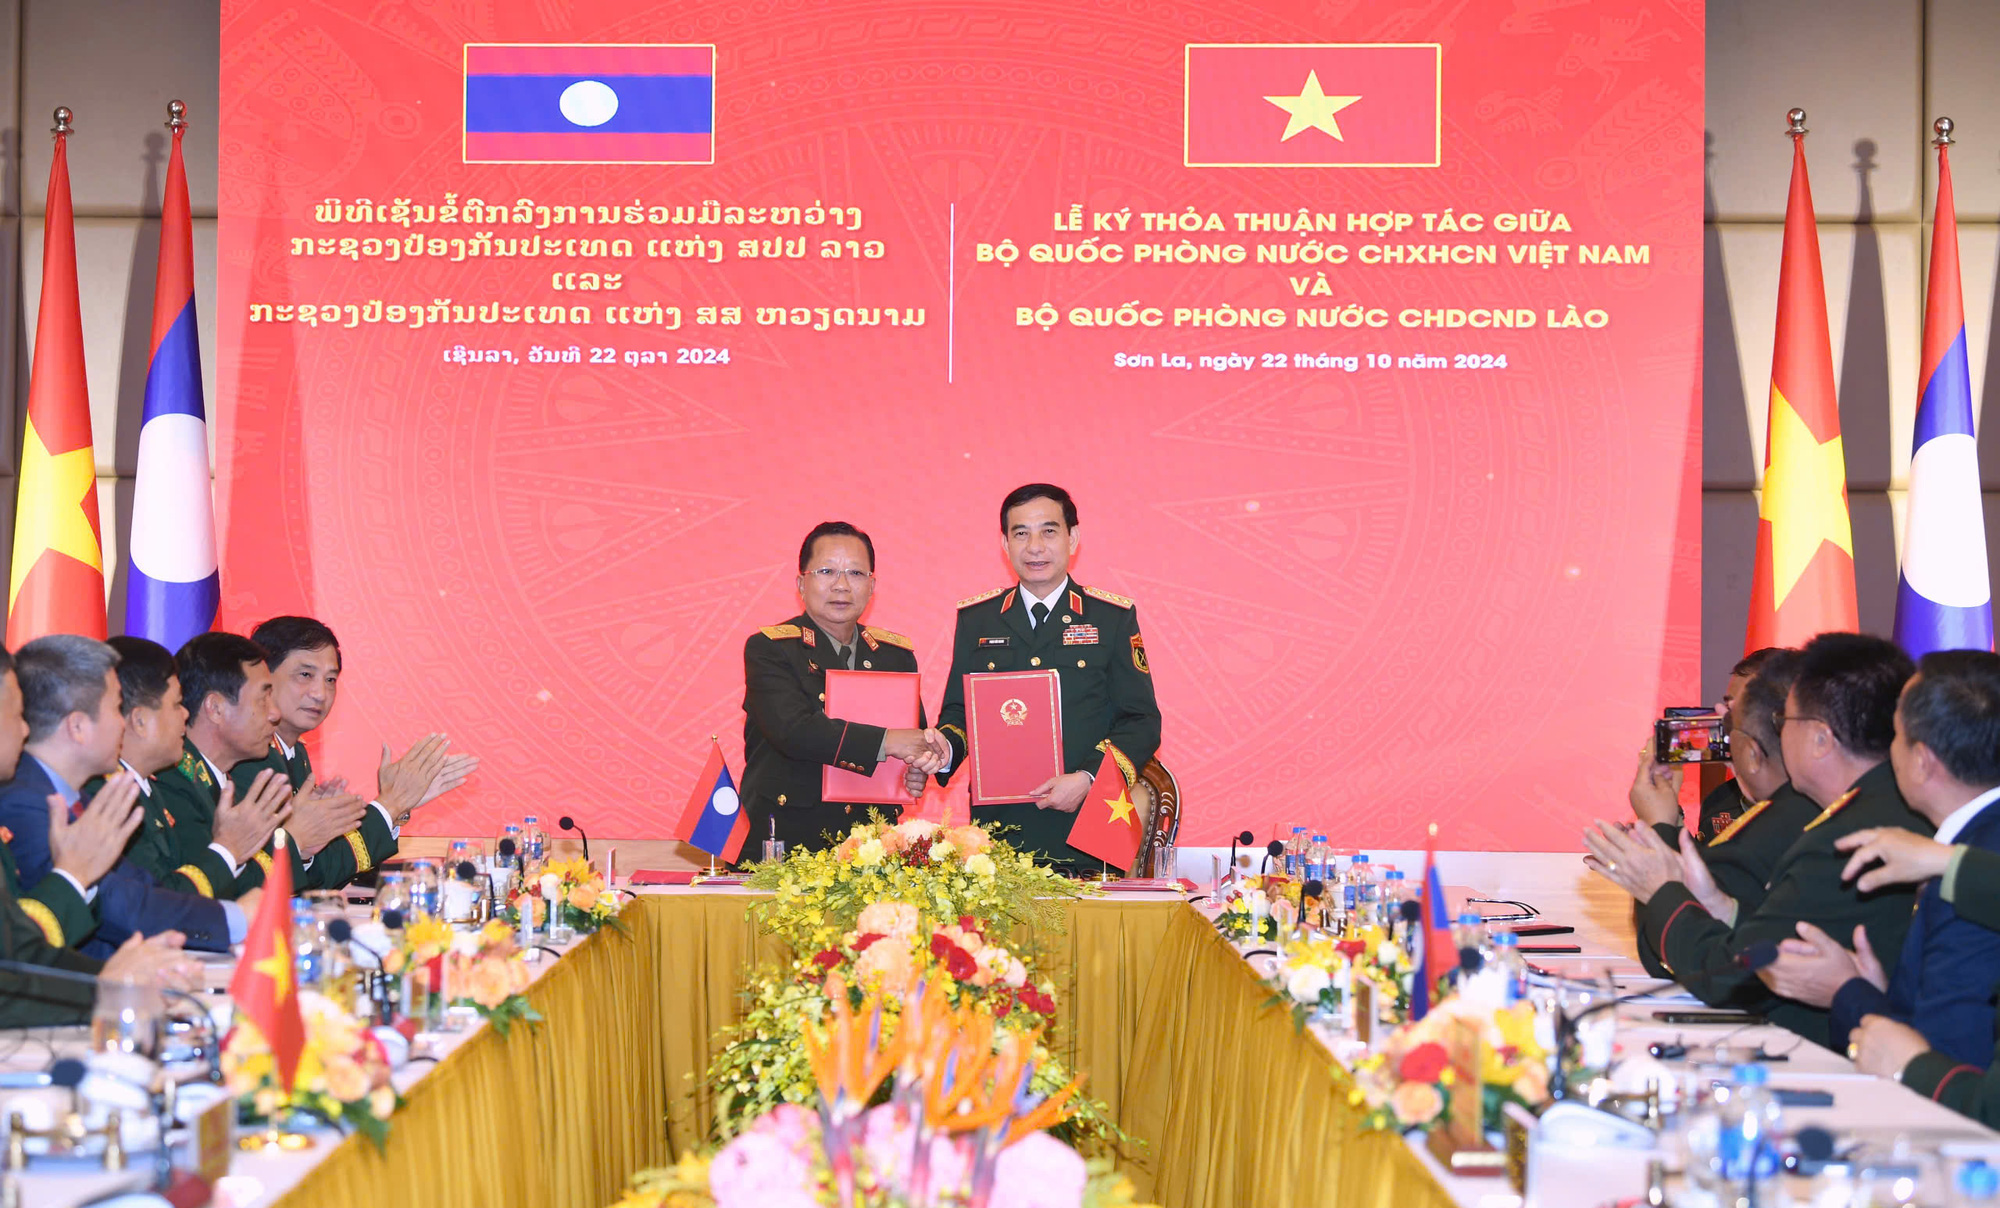 ພິທີເຊັນຂໍ້ຕົກລົງການຮ່ວມມືລະຫວ່າງ
ກະຊວງປ້ອງກັນປະເທດ ແຫ່ງ ສປປ ລາວ
ແລະ
ກະຊວງປ້ອງກັນປະເທດ ແຫ່ງ ສສ ຫວຽດນາມ
ເຊີນລາ, ວັນທີ 22 ຕຸລາ 2024
LỄ KÝ THỎA THUẬN HỢP TÁC GIỮA
BỘ QUỐC PHÒNG NƯỚC CHXHCN VIỆT NAM
VÀ
BỘ QUỐC PHÒNG NƯỚC CHDCND LÀO
Sơn La, ngày 22 tháng 10 năm 2024